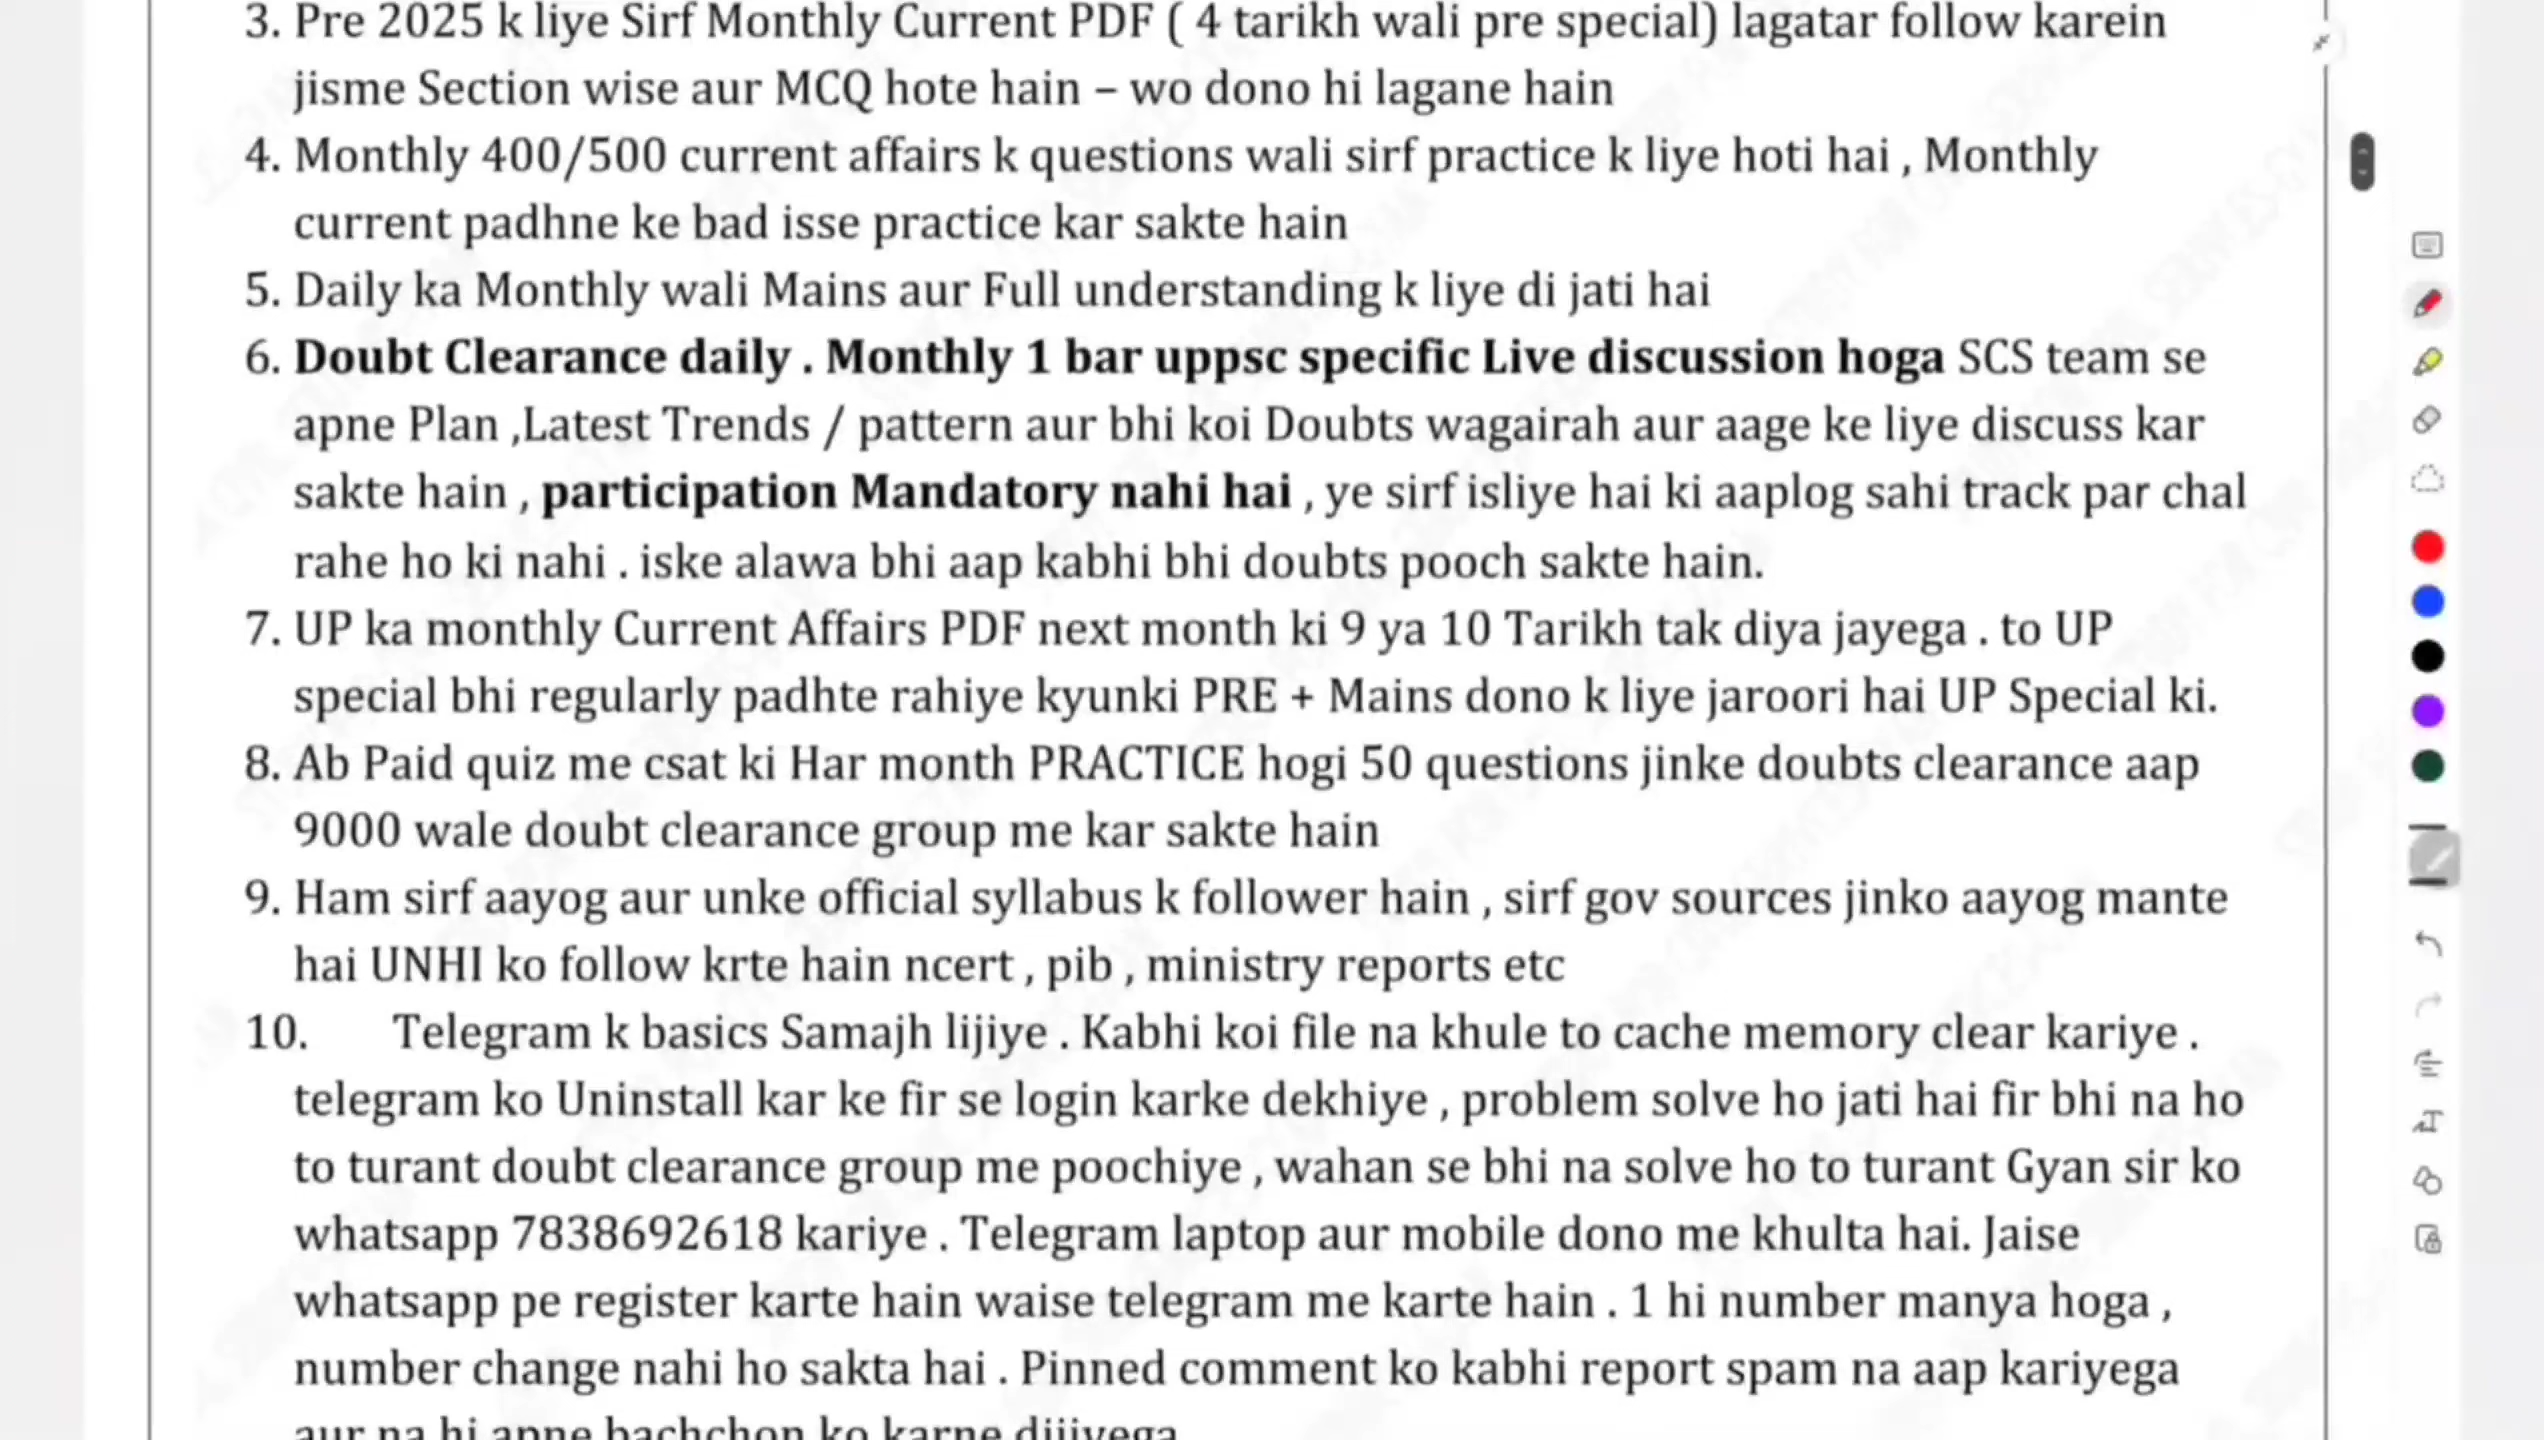 3. Pre 2025 k liye Sirf Monthly Current PDF ( 4 tarikh wali pre special) lagatar follow karein
jisme Section wise aur MCQ hote hain – wo dono hi lagane hain
4. Monthly 400/500 current affairs k questions wali sirf practice k liye hoti hai , Monthly
current padhne ke bad isse practice kar sakte hain
5. Daily ka Monthly wali Mains aur Full understanding k liye di jati hai
6. Doubt Clearance daily . Monthly 1 bar uppsc specific Live discussion hoga SCS team se
apne Plan ,Latest Trends / pattern aur bhi koi Doubts wagairah aur aage ke liye discuss kar
sakte hain , participation Mandatory nahi hai , ye sirf isliye hai ki aaplog sahi track par chal
rahe ho ki nahi . iske alawa bhi aap kabhi bhi doubts pooch sakte hain.
7. UP ka monthly Current Affairs PDF next month ki 9 ya 10 Tarikh tak diya jayega . to UP
special bhi regularly padhte rahiye kyunki PRE + Mains dono k liye jaroori hai UP Special ki.
8. Ab Paid quiz me csat ki Har month PRACTICE hogi 50 questions jinke doubts clearance aap
9000 wale doubt clearance group me kar sakte hain
9. Ham sirf aayog aur unke official syllabus k follower hain , sirf gov sources jinko aayog mante
hai UNHI ko follow krte hain ncert , pib , ministry reports etc
10. Telegram k basics Samajh lijiye . Kabhi koi file na khule to cache memory clear kariye .
telegram ko Uninstall kar ke fir se login karke dekhiye , problem solve ho jati hai fir bhi na ho
to turant doubt clearance group me poochiye , wahan se bhi na solve ho to turant Gyan sir ko
whatsapp 7838692618 kariye . Telegram laptop aur mobile dono me khulta hai. Jaise
whatsapp pe register karte hain waise telegram me karte hain . 1 hi number manya hoga ,
number change nahi ho sakta hai . Pinned comment ko kabhi report spam na aap kariyega
aur na hi apne bachchon ko karne dijiyega